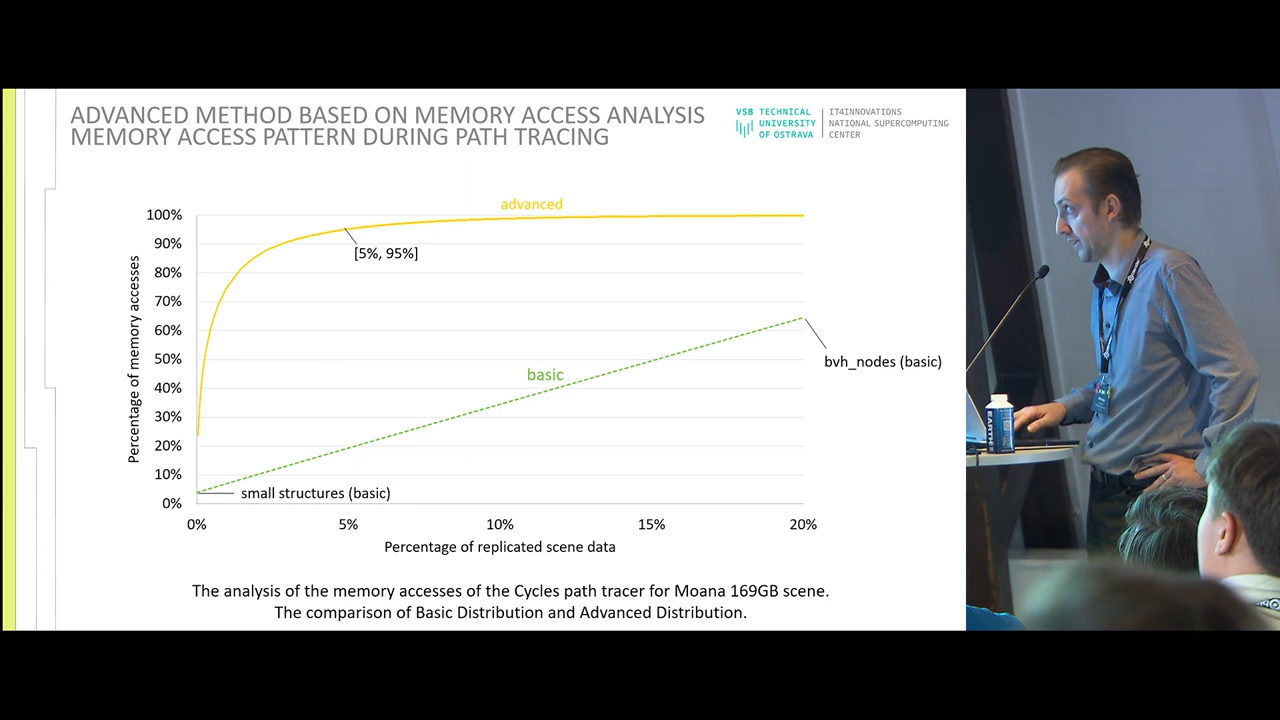 ADVANCED METHOD BASED ON MEMORY ACCESS ANALYSIS
MEMORY ACCESS PATTERN DURING PATH TRACING
VSB TECHNICAL
UNIVERSITY
OF OSTRAVA
IT4INNOVATIONS
NATIONAL SUPERCOMPUTING
CENTER
advanced
100%
90%
80%
70%
60%
50%
40%
30%
20%
10%
0%
Percentage of memory accesses
[5%, 95%]
bvh_nodes (basic)
basic
small structures (basic)
0%
5%
10%
15%
20%
Percentage of replicated scene data
The analysis of the memory accesses of the Cycles path tracer for Moana 169GB scene.
The comparison of Basic Distribution and Advanced Distribution.
EARTH